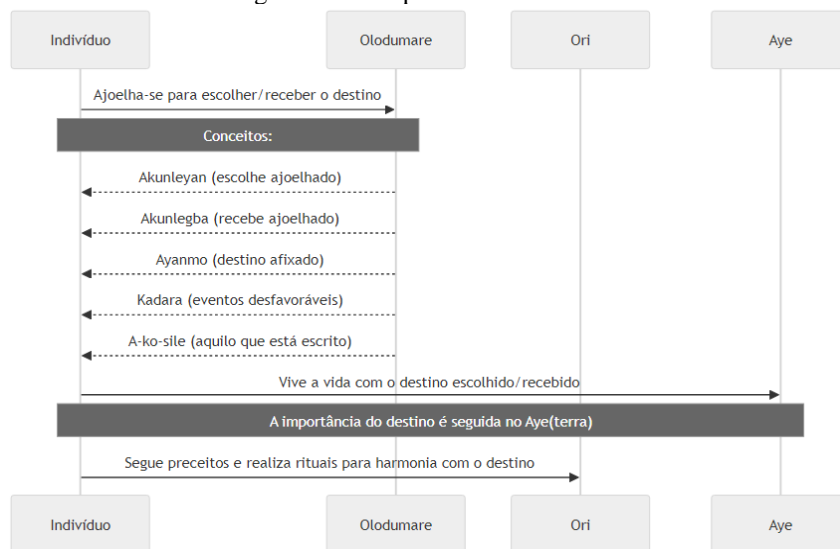 Indivíduo Olodumare Ori Aye
Ajoelha-se para escolher/receber o destino
Conceitos:
Akunleyan (escolhe ajoelhado)
Akunlegba (recebe ajoelhado)
Ayanmo (destino afixado)
Kadara (eventos desfavoráveis)
A-ko-sile (aquilo que está escrito)
Vive a vida com o destino escolhido/recebido
A importância do destino é seguida no Aye(terra)
Segue preceitos e realiza rituais para harmonia com o destino
Indivíduo Olodumare Ori Aye